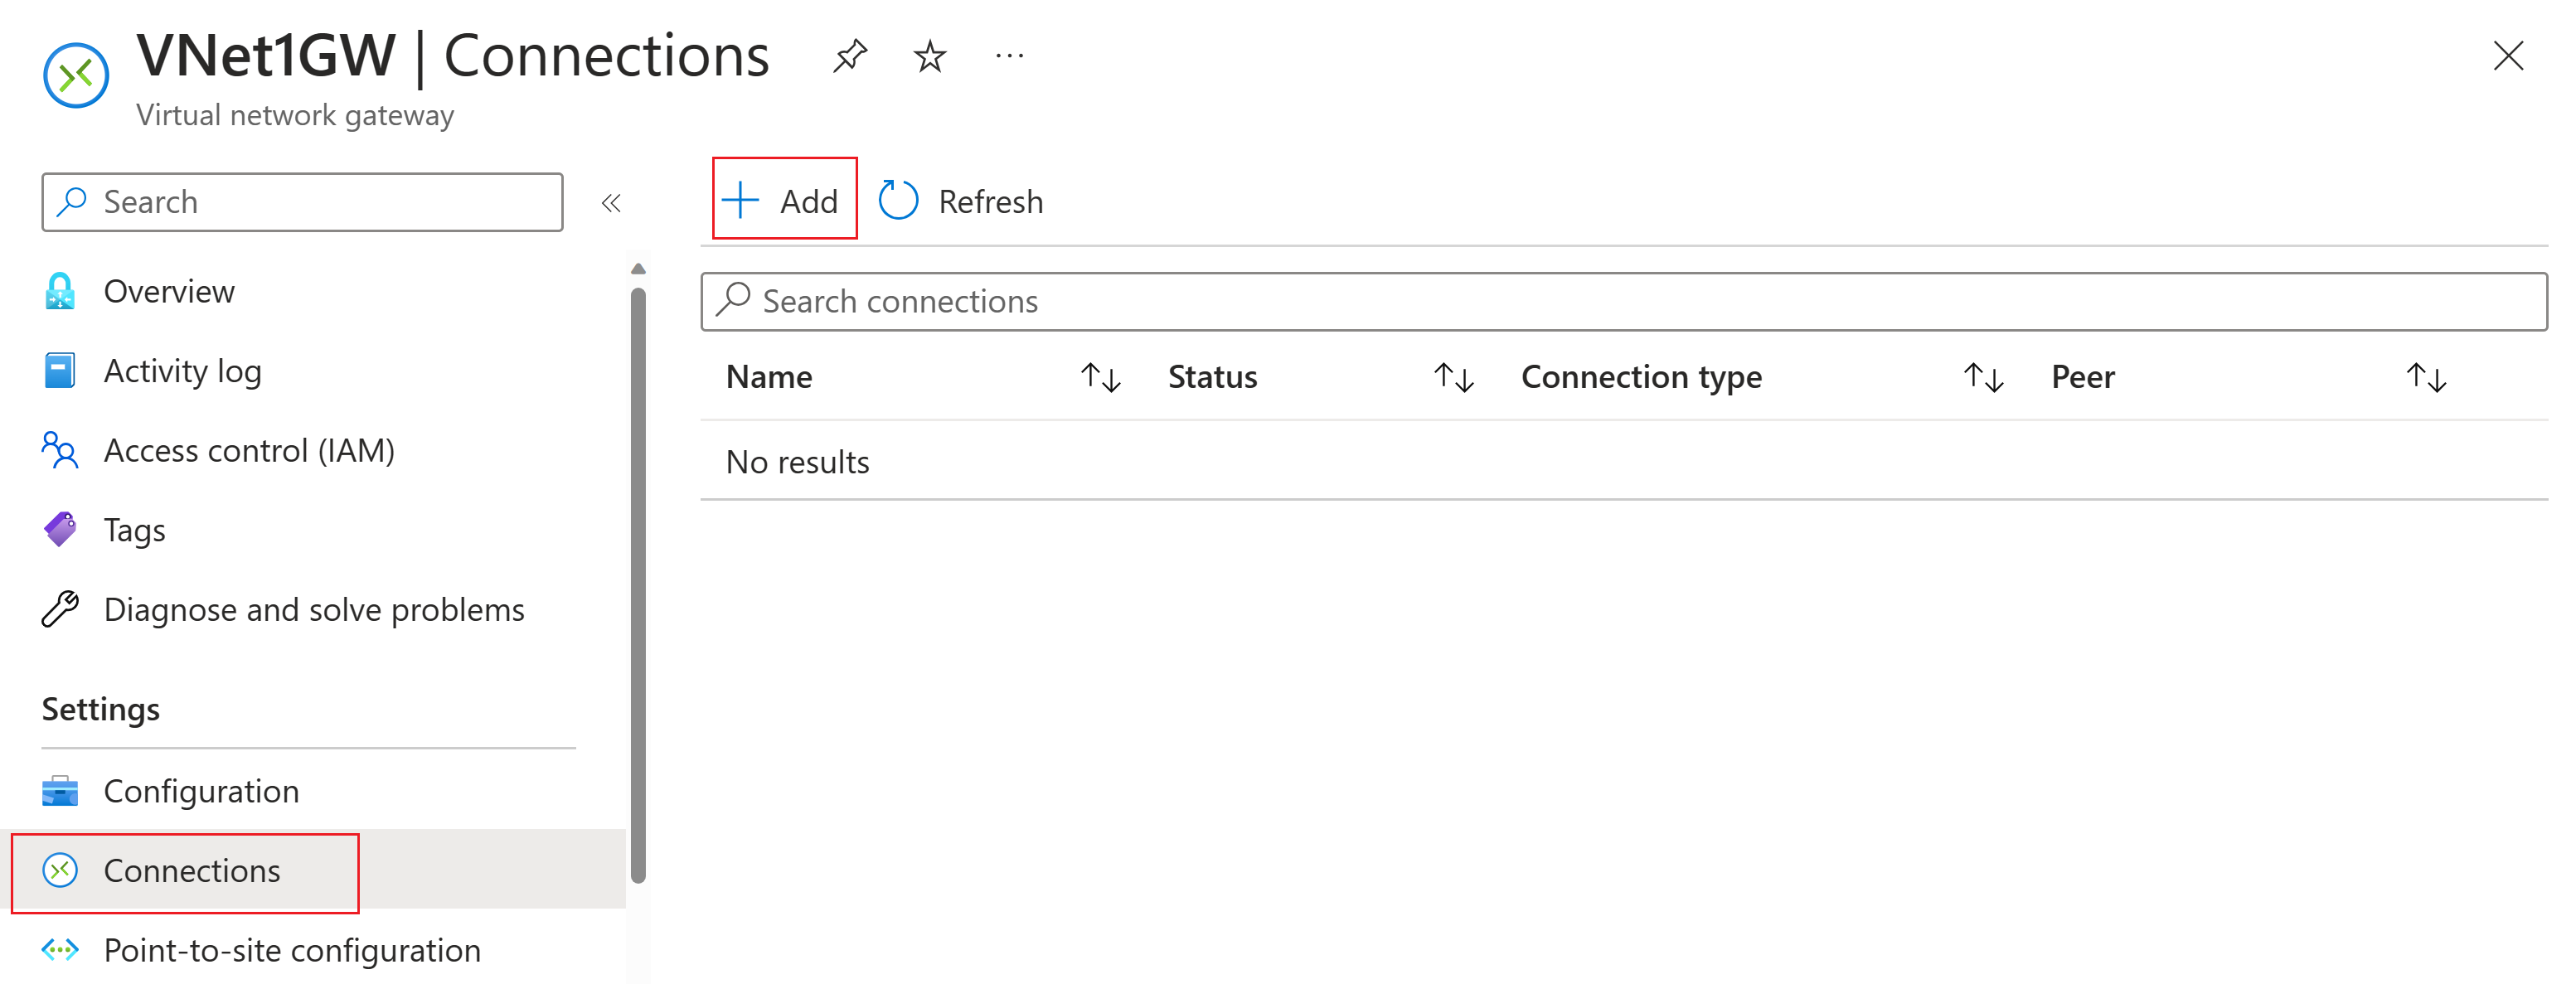 VNet1GW | Connections
Virtual network gateway
Search
Overview
Activity log
Access control (IAM)
Tags
Diagnose and solve problems
Settings
Configuration
Connections
Point-to-site configuration
Add Refresh
Search connections
Name Status Connection type Peer
No results